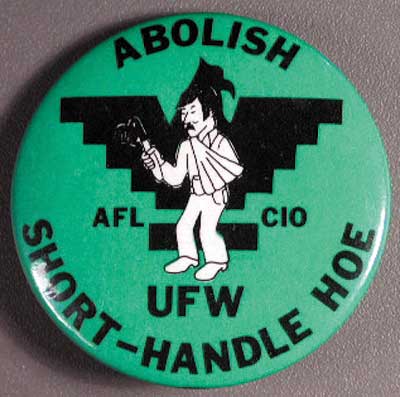 ABOLISH
AFL CIO
UFW
SHORT-HANDLE HOE